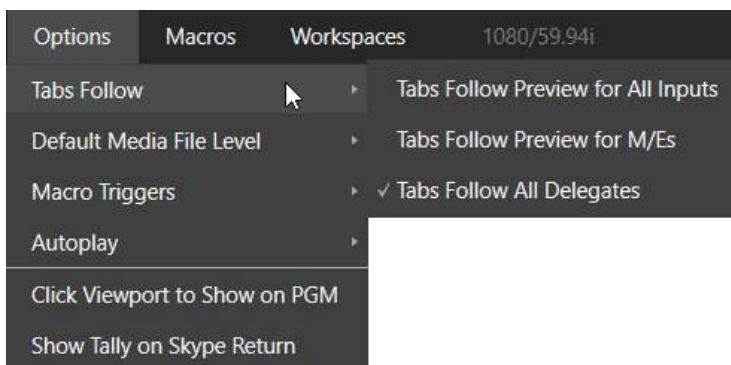 Options Macros Workspaces 1080/59.94i
Tabs Follow
Default Media File Level
Macro Triggers
Autoplay
Click Viewport to Show on PGM
Show Tally on Skype Return
Tabs Follow Preview for All Inputs
Tabs Follow Preview for M/Es
✓ Tabs Follow All Delegates